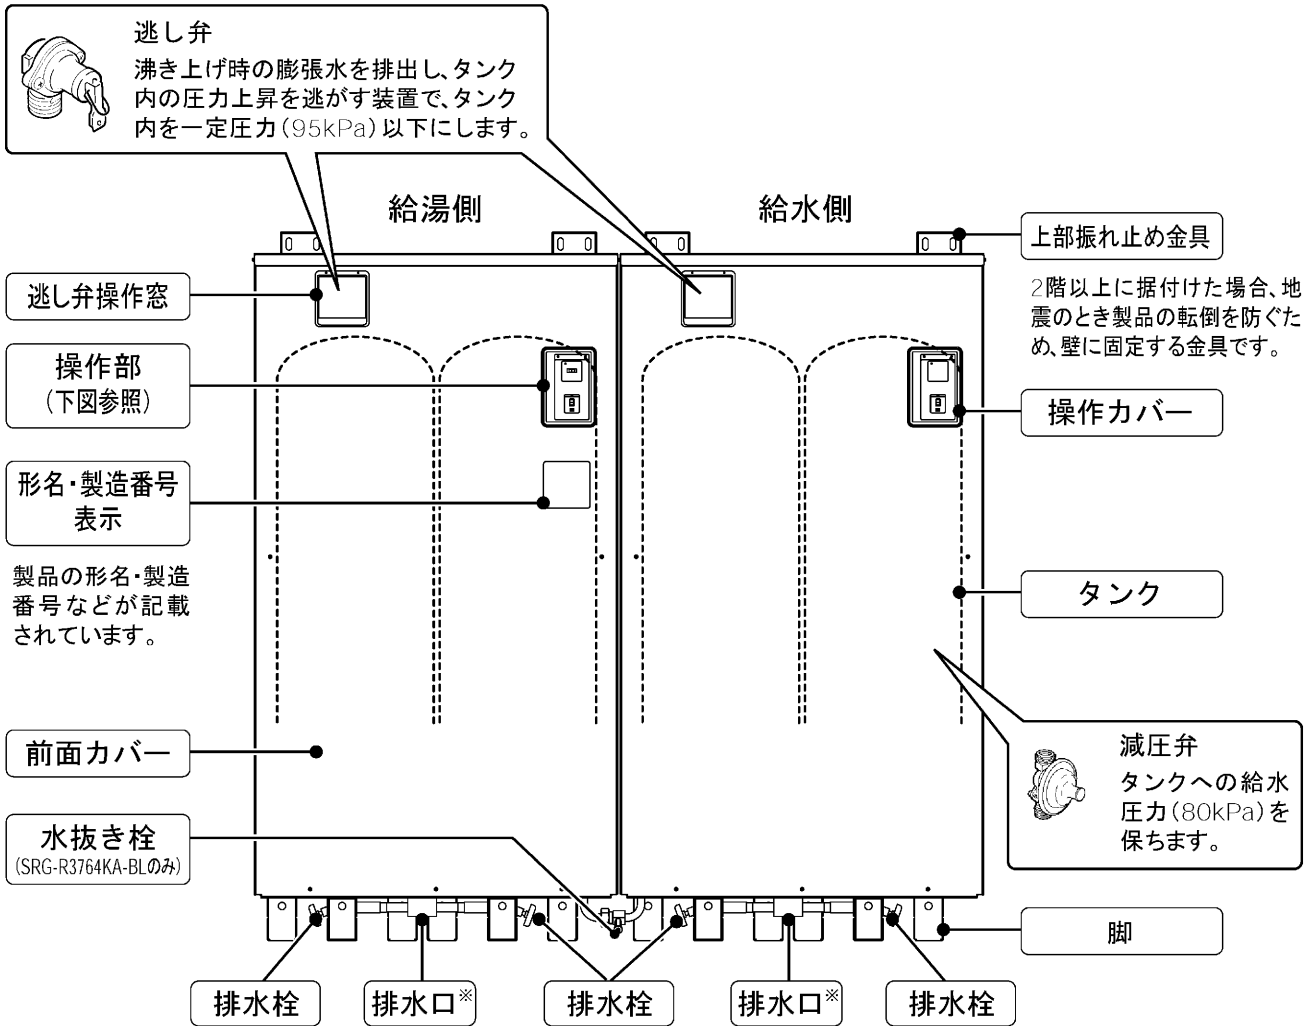 逃し弁
沸き上げ時の膨張水を排出し、タンク
内の圧力上昇を逃がす装置で、タンク
内を一定圧力(95kPa)以下にします。
給湯側
給水側
上部振れ止め金具
2階以上に据付けた場合、地
震のとき製品の転倒を防ぐた
め、壁に固定する金具です。
逃し弁操作窓
操作部
(下図参照)
操作カバー
形名・製造番号
表示
製品の形名・製造
番号などが記載
されています。
タンク
前面カバー
減圧弁
タンクへの給水
圧力(80kPa)を
保ちます。
水抜き栓
(SRG-R3764KA-BLのみ)
脚
排水栓
排水口※
排水栓
排水口※
排水栓